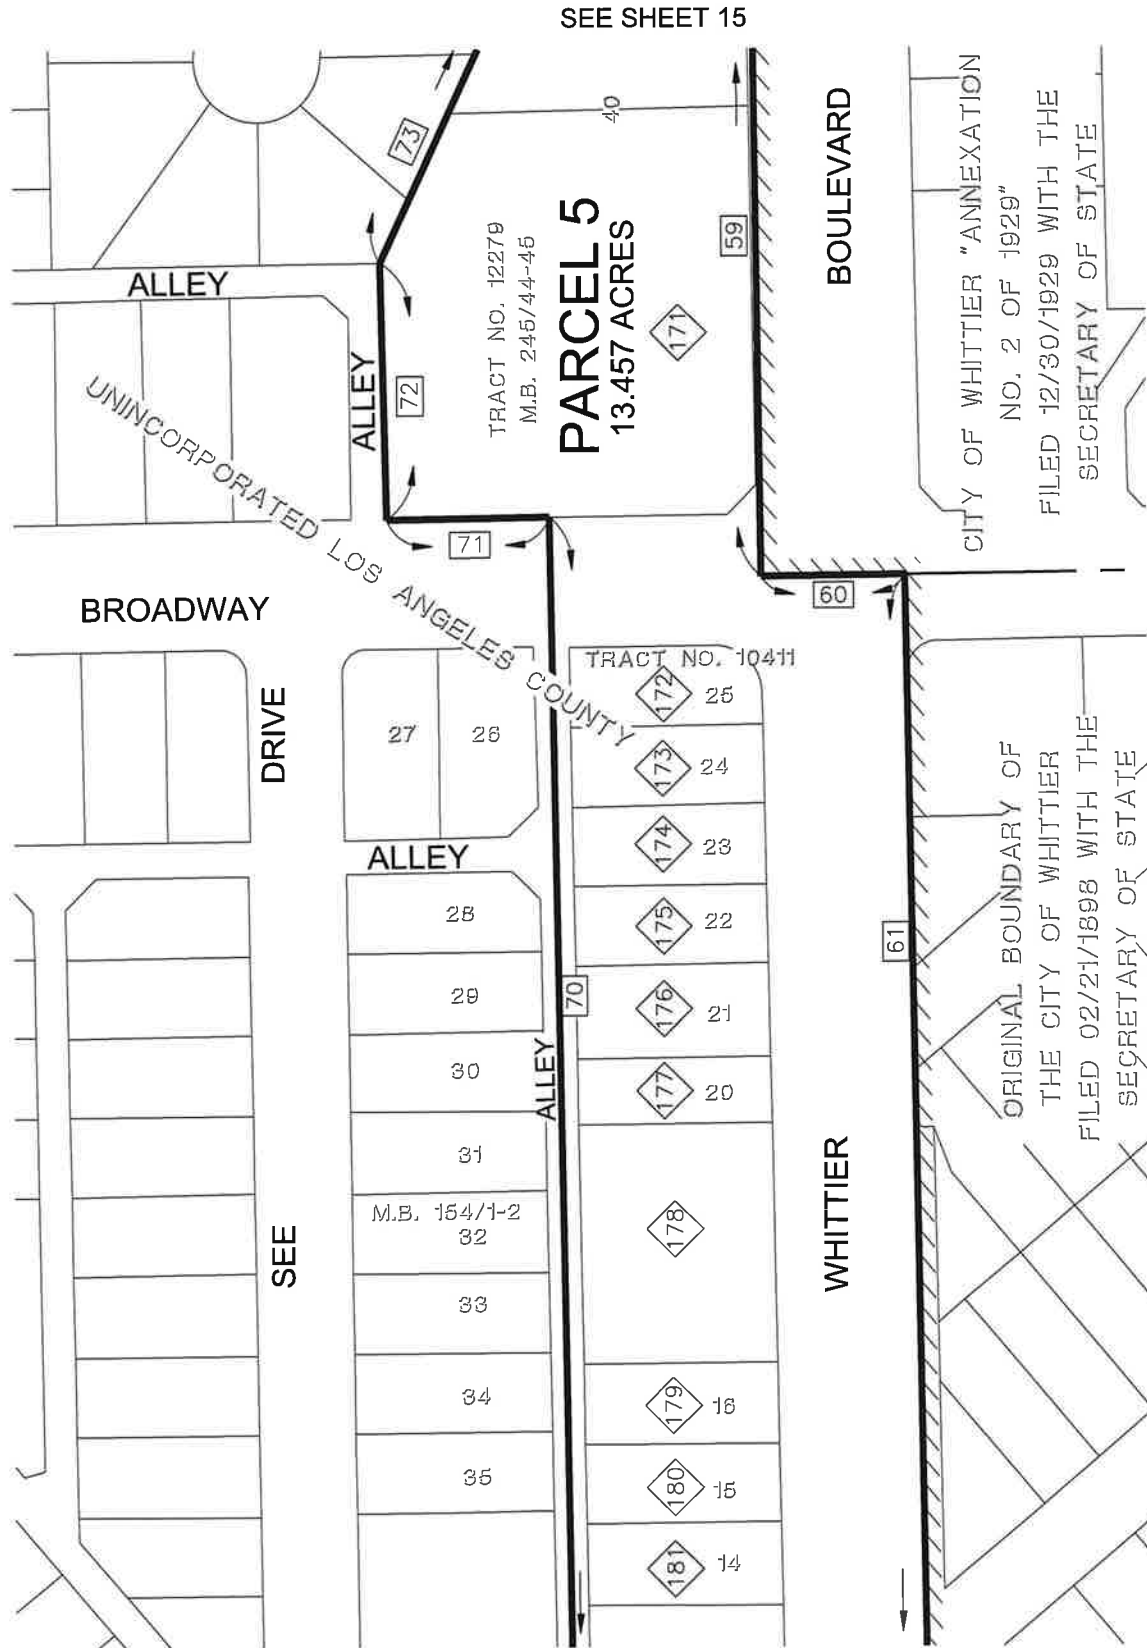 SEE SHEET 15
40
73
BOULEVARD
CITY OF WHITTIER "ANNEXATION
NO. 2 OF 1929"
FILED 12/30/1929 WITH THE
SECRETARY OF STATE
TRACT NO. 12279
M.B. 245/44-45
PARCEL 5
13.457 ACRES
59
171
ALLEY
ALLEY
72
UNINCORPORATED LOS ANGELES COUNTY
71
60
BROADWAY
TRACT NO. 10411
172 25
DRIVE
27
26
173 24
174 23
ALLEY
28
175 22
61
ORIGINAL BOUNDARY OF
THE CITY OF WHITTIER
FILED 02/21/1898 WITH THE
SECRETARY OF STATE
29
70
176 21
30
ALLEY
177 20
31
M.B. 154/1-2
32
178
SEE
WHITTIER
33
34
179 16
35
180 15
181 14